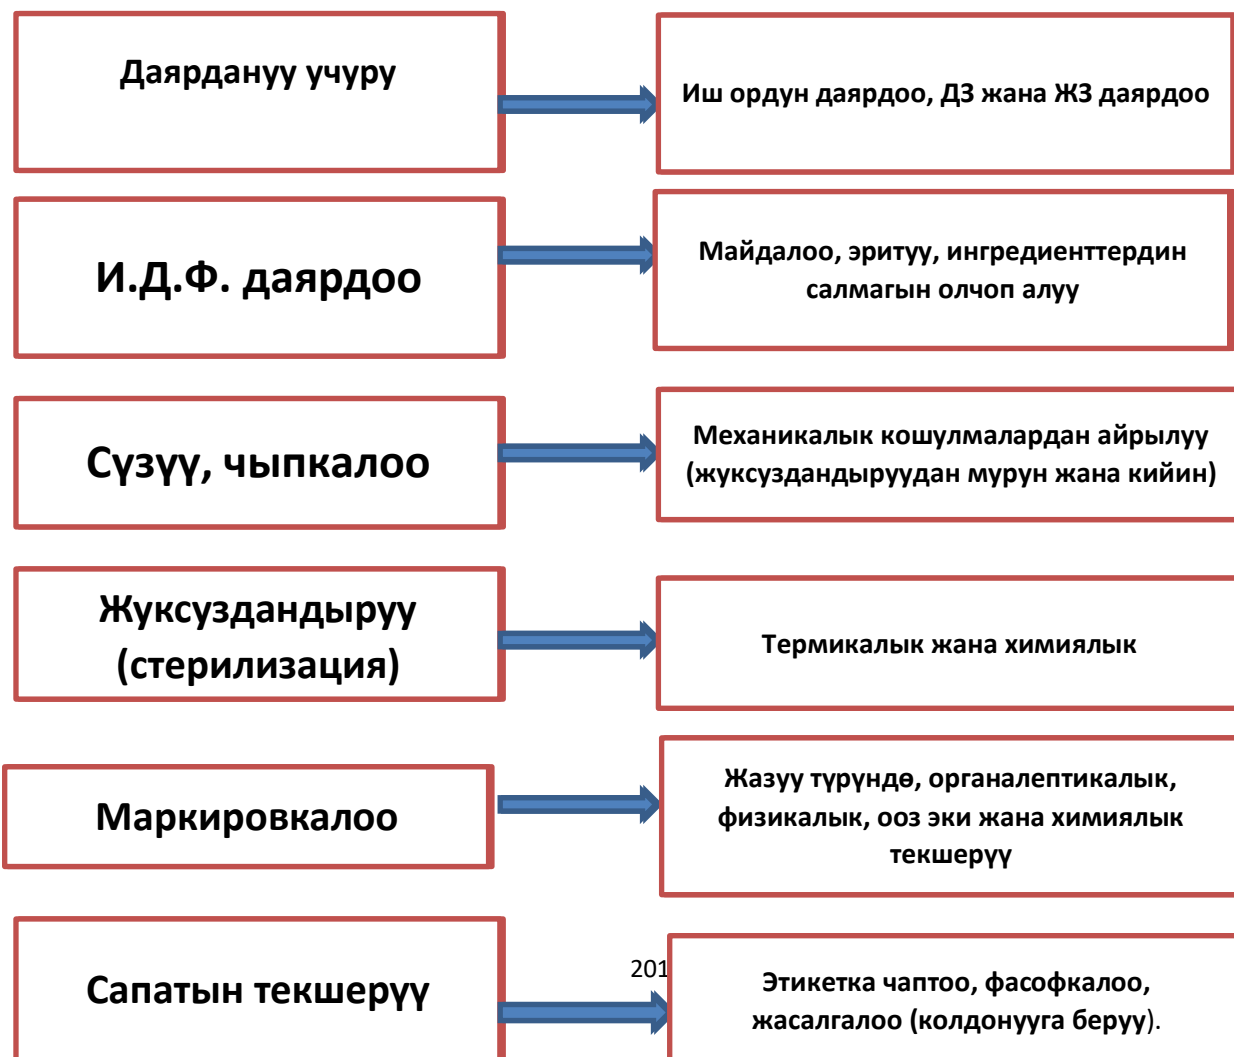 Даярдануу учуру
Иш ордун даярдоо, ДЗ жана ЖЗ даярдоо
И.Д.Ф. даярдоо
Майдалоо, эритуу, ингредиенттердин
салмагын олчоп алуу
Сүзүү, чыпкалоо
Механикалык кошулмалардан айрылуу
(жуксуздандыруудан мурун жана кийин)
Жуксуздандыруу
(стерилизация)
Термикалык жана химиялык
Маркировкалоо
Жазуу түрүндө, органалептикалык,
физикалык, ооз эки жана химиялык
текшерүү
Сапатын текшерүү
201
Этикетка чаптоо, фасофкалоо,
жасалгалоо (колдонууга беруу).